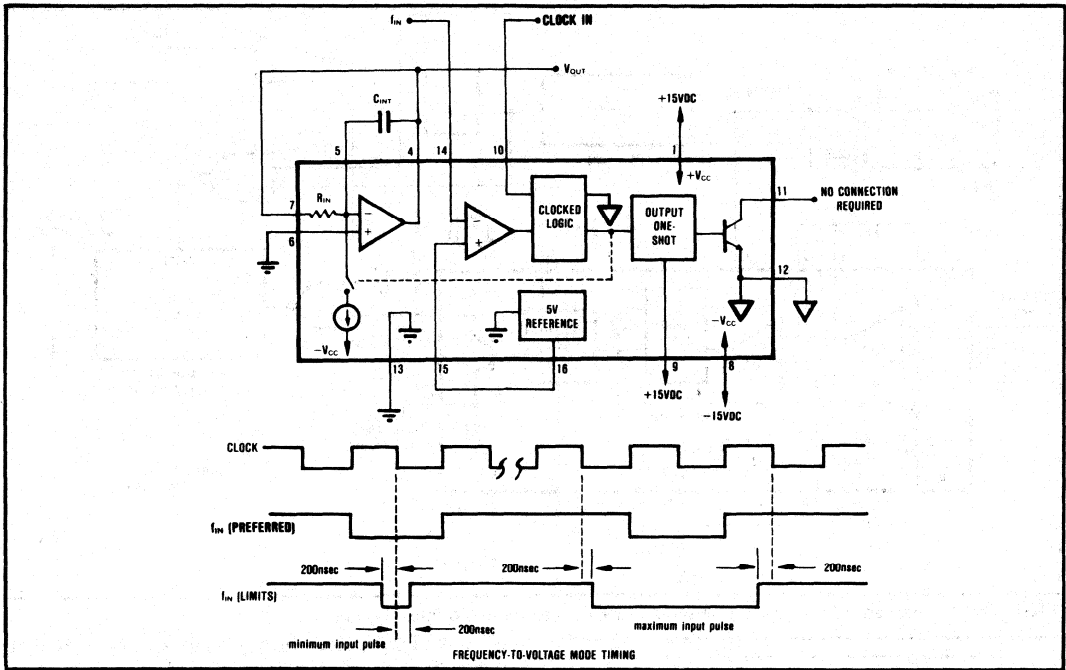 fIN
CLOCK IN
VOUT
CINT
+15VDC
5
4
14
10
1
+VCC
7
RIN
6
−
+
−
+
CLOCKED
LOGIC
OUTPUT
ONE-
SHOT
11
NO CONNECTION
REQUIRED
12
5V
REFERENCE
−VCC
−VCC
13
15
16
9
8
+15VDC
−15VDC
CLOCK
fIN (PREFERRED)
200nsec
200nsec
200nsec
fIN (LIMITS)
200nsec
minimum input pulse
maximum input pulse
FREQUENCY-TO-VOLTAGE MODE TIMING